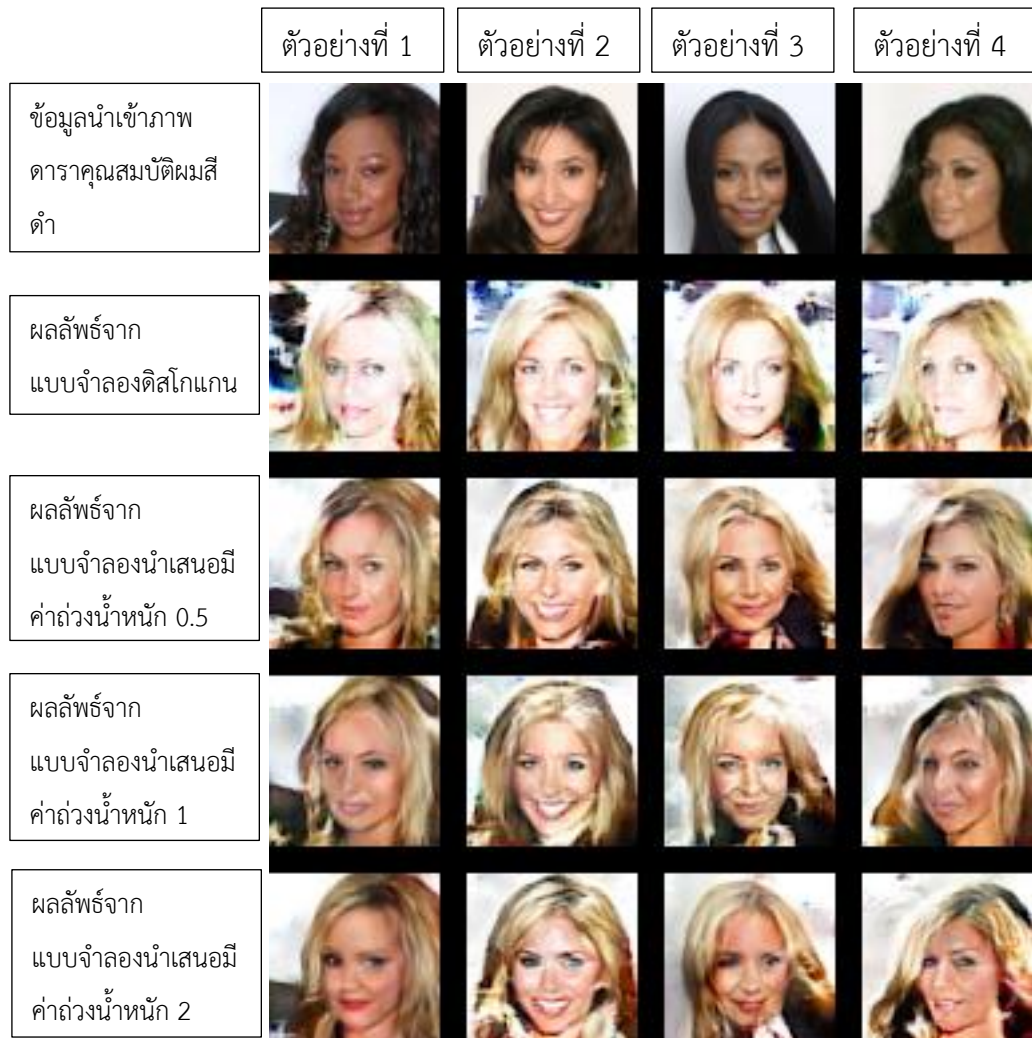 ตัวอย่างที่ 1 ตัวอย่างที่ 2 ตัวอย่างที่ 3 ตัวอย่างที่ 4
ข้อมูลนำเข้าภาพ
ดาราคุณสมบัติผมสี
ดำ
ผลลัพธ์จาก
แบบจำลองดิสโกแกน
ผลลัพธ์จาก
แบบจำลองนำเสนอมี
ค่าถ่วงน้ำหนัก 0.5
ผลลัพธ์จาก
แบบจำลองนำเสนอมี
ค่าถ่วงน้ำหนัก 1
ผลลัพธ์จาก
แบบจำลองนำเสนอมี
ค่าถ่วงน้ำหนัก 2